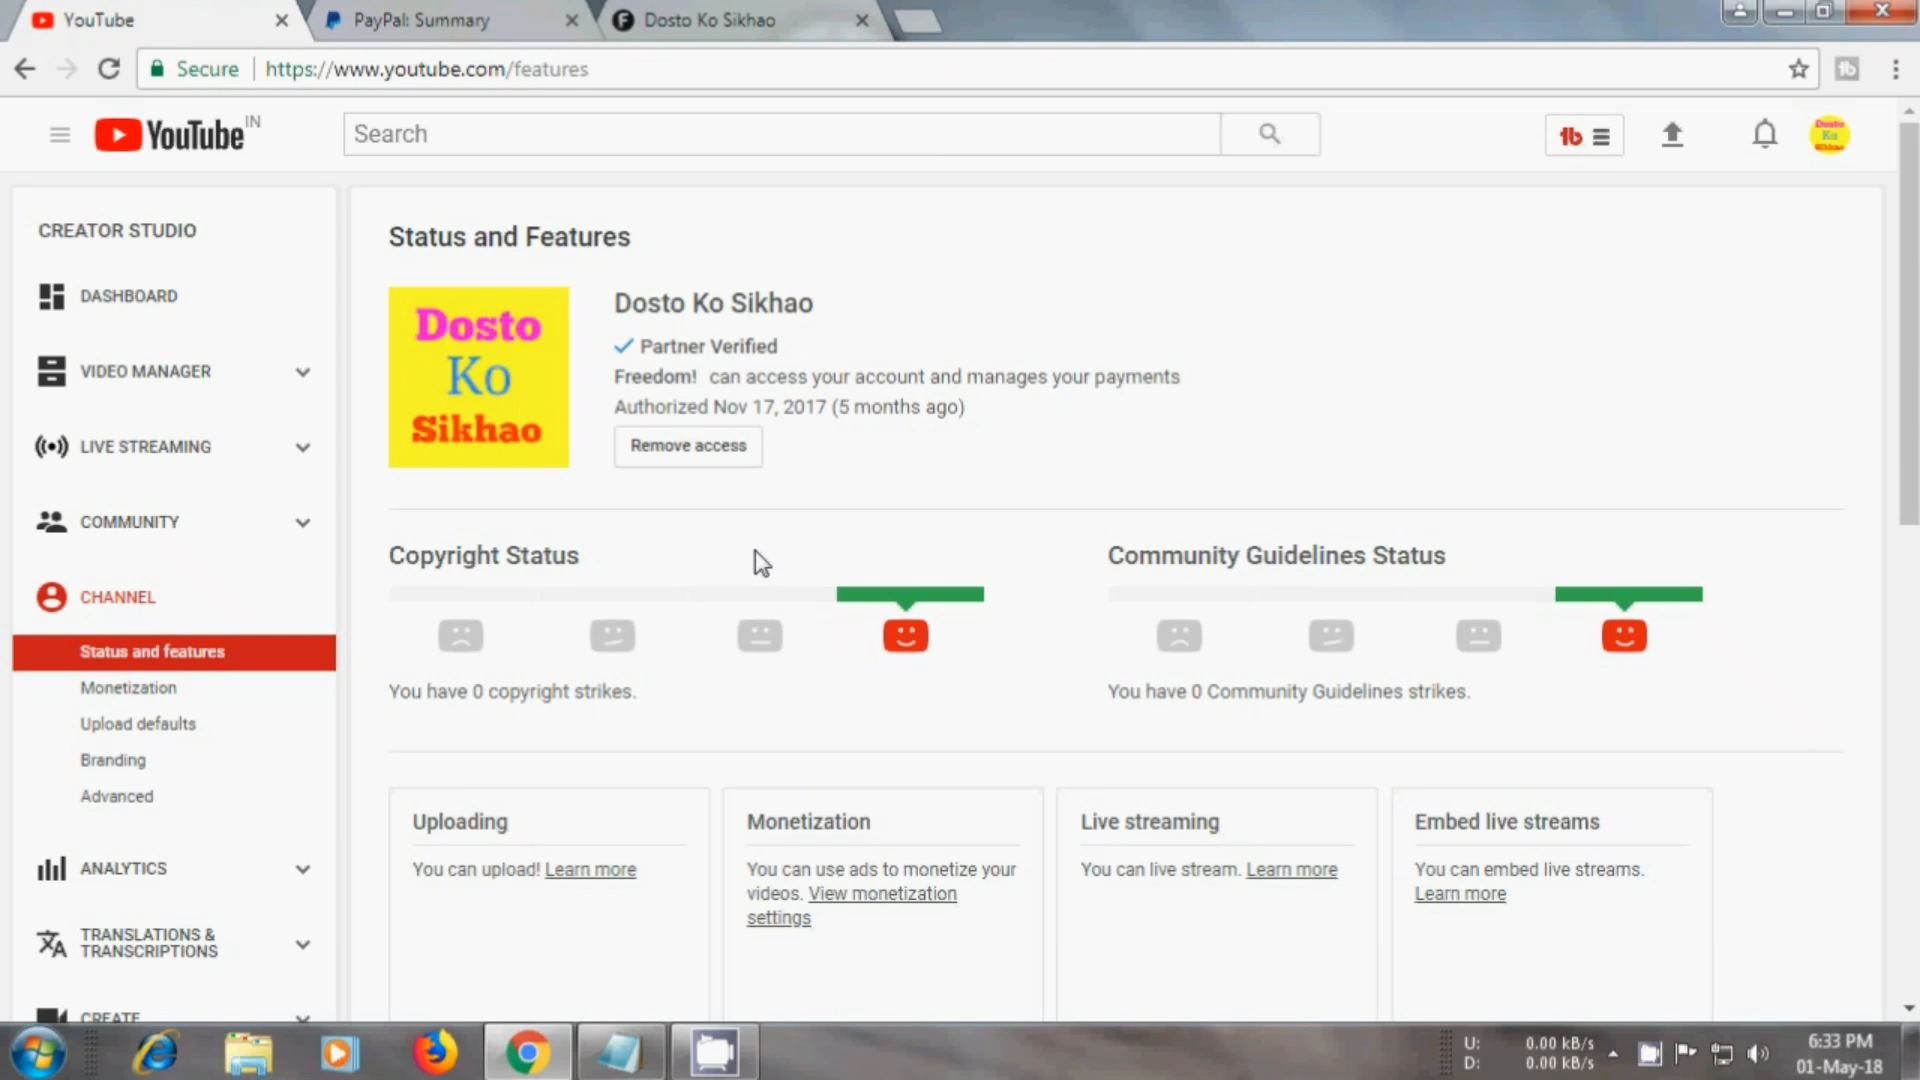 YouTube
PayPal: Summary
Dosto Ko Sikhao
Secure
https://www.youtube.com/features
YouTube IN
Search
Dosto
Ko
Sikhao
CREATOR STUDIO
DASHBOARD
VIDEO MANAGER
LIVE STREAMING
COMMUNITY
CHANNEL
Status and features
Monetization
Upload defaults
Branding
Advanced
ANALYTICS
TRANSLATIONS &
TRANSCRIPTIONS
CREATE
Status and Features
Dosto
Ko
Sikhao
Dosto Ko Sikhao
Partner Verified
Freedom! can access your account and manages your payments
Authorized Nov 17, 2017 (5 months ago)
Remove access
Copyright Status
You have 0 copyright strikes.
Community Guidelines Status
You have 0 Community Guidelines strikes.
Uploading
You can upload! Learn more
Monetization
You can use ads to monetize your
videos. View monetization
settings
Live streaming
You can live stream. Learn more
Embed live streams
You can embed live streams.
Learn more
U: 0.00 kB/s
D: 0.00 kB/s
6:33 PM
01-May-18